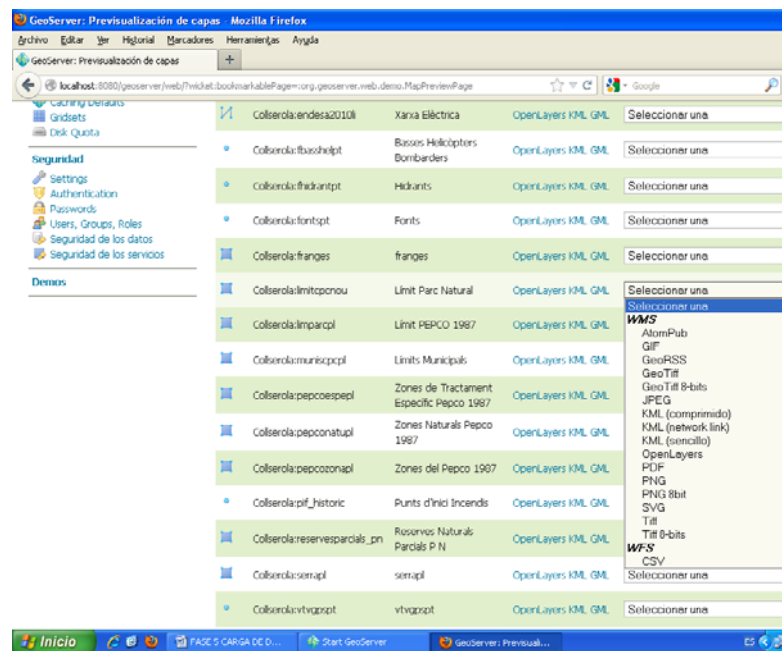 GeoServer: Previsualización de capas - Mozilla Firefox
Archivo Editar Ver Historial Marcadores Herramientas Ayuda
GeoServer: Previsualización de capas +
localhost:8080/geoserver/web/?wicket:bookmarkablePage=:org.geoserver.web.demo.MapPreviewPage
Google
Caching Defaults
Gridsets
Disk Quota
Seguridad
Settings
Authentication
Passwords
Users, Groups, Roles
Seguridad de los datos
Seguridad de los servicios
Demos
Collserola:endesa2010li Xarxa Elèctrica OpenLayers KML GML Seleccionar una
Collserola:fbasshelpt Basses Helicòpters Bombarders OpenLayers KML GML Seleccionar una
Collserola:fhidrantpt Hidrants OpenLayers KML GML Seleccionar una
Collserola:fontspt Fonts OpenLayers KML GML Seleccionar una
Collserola:franges franges OpenLayers KML GML Seleccionar una
Collserola:limitcpcnou Límit Parc Natural OpenLayers KML GML Seleccionar una
Collserola:limparcpl Límit PEPCO 1987 OpenLayers KML GML
Collserola:muniscpcpl Límits Municipals OpenLayers KML GML
Collserola:pepcoespepl Zones de Tractament Específic Pepco 1987 OpenLayers KML GML
Collserola:pepconatupl Zones Naturals Pepco 1987 OpenLayers KML GML
Collserola:pepcozonapl Zones del Pepco 1987 OpenLayers KML GML
Collserola:pif_historic Punts d'inici Incendis OpenLayers KML GML
Collserola:reservesparcials_pn Reserves Naturals Parcials P N OpenLayers KML GML
Collserola:serrapl serrapl OpenLayers KML GML Seleccionar una
Collserola:vtvgpspt vtvgpspt OpenLayers KML GML Seleccionar una
Seleccionar una
WMS
AtomPub
GIF
GeoRSS
GeoTiff
GeoTiff 8-bits
JPEG
KML (comprimido)
KML (network link)
KML (sencillo)
OpenLayers
PDF
PNG
PNG 8bit
SVG
Tiff
Tiff 8-bits
WFS
CSV
Inicio FASE 5 CARGA DE D... Start GeoServer GeoServer: Previsuali... ES